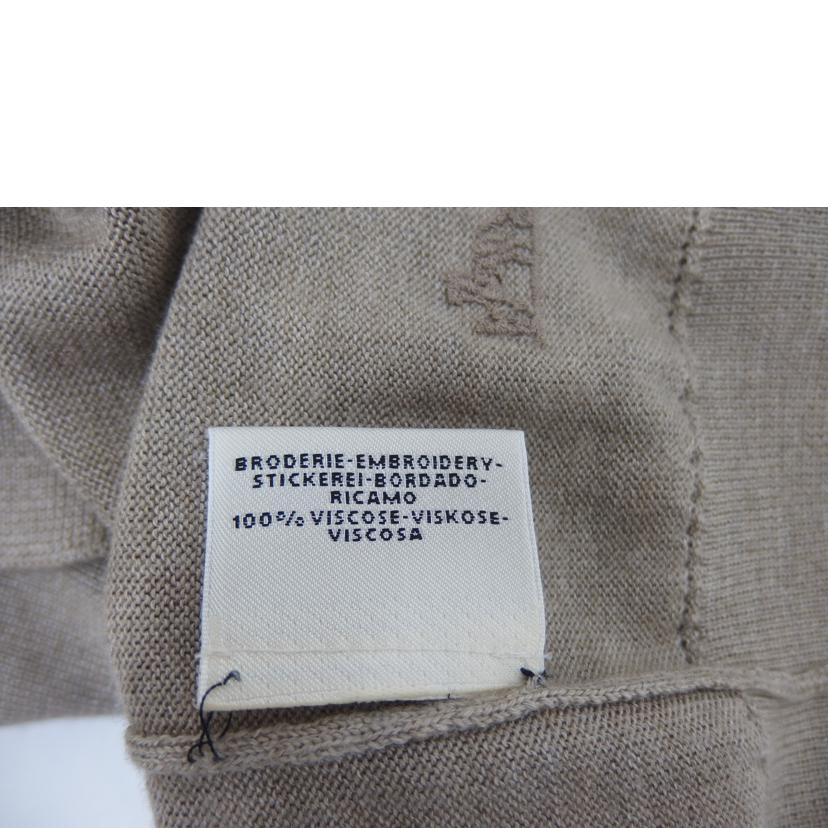 BRODERIE-EMBROIDERY-
STICKEREI-BORDADO-
RICAMO
100% VISCOSE-VISKOSE-
VISCOSA